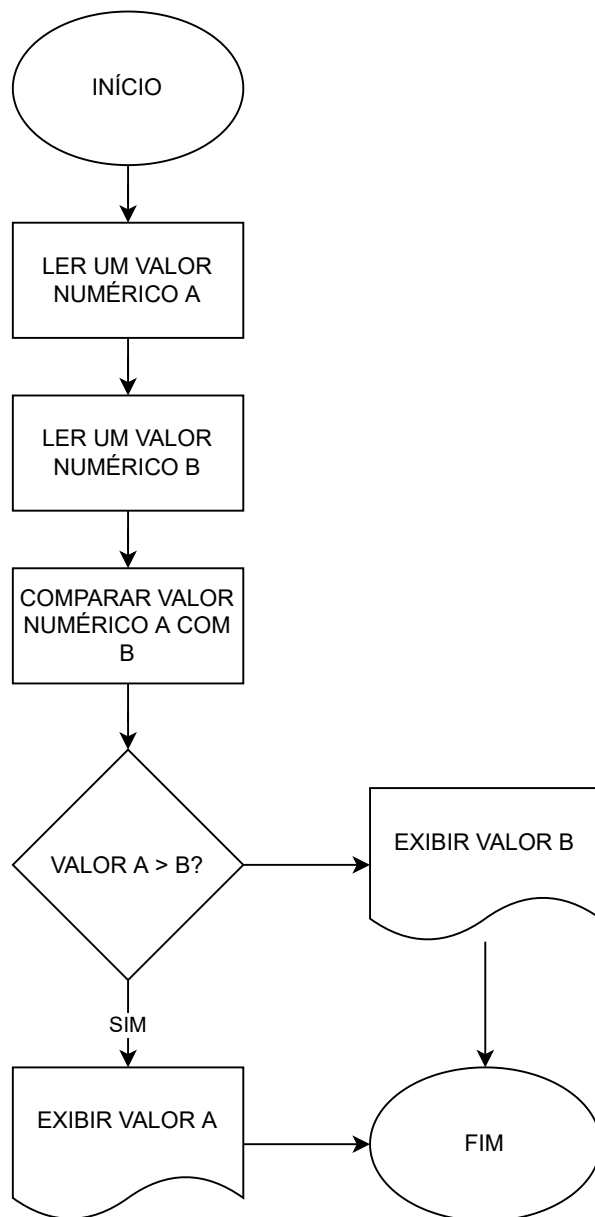 INÍCIO
LER UM VALOR
NUMÉRICO A
LER UM VALOR
NUMÉRICO B
COMPARAR VALOR
NUMÉRICO A COM
B
VALOR A > B?
EXIBIR VALOR B
SIM
EXIBIR VALOR A
FIM